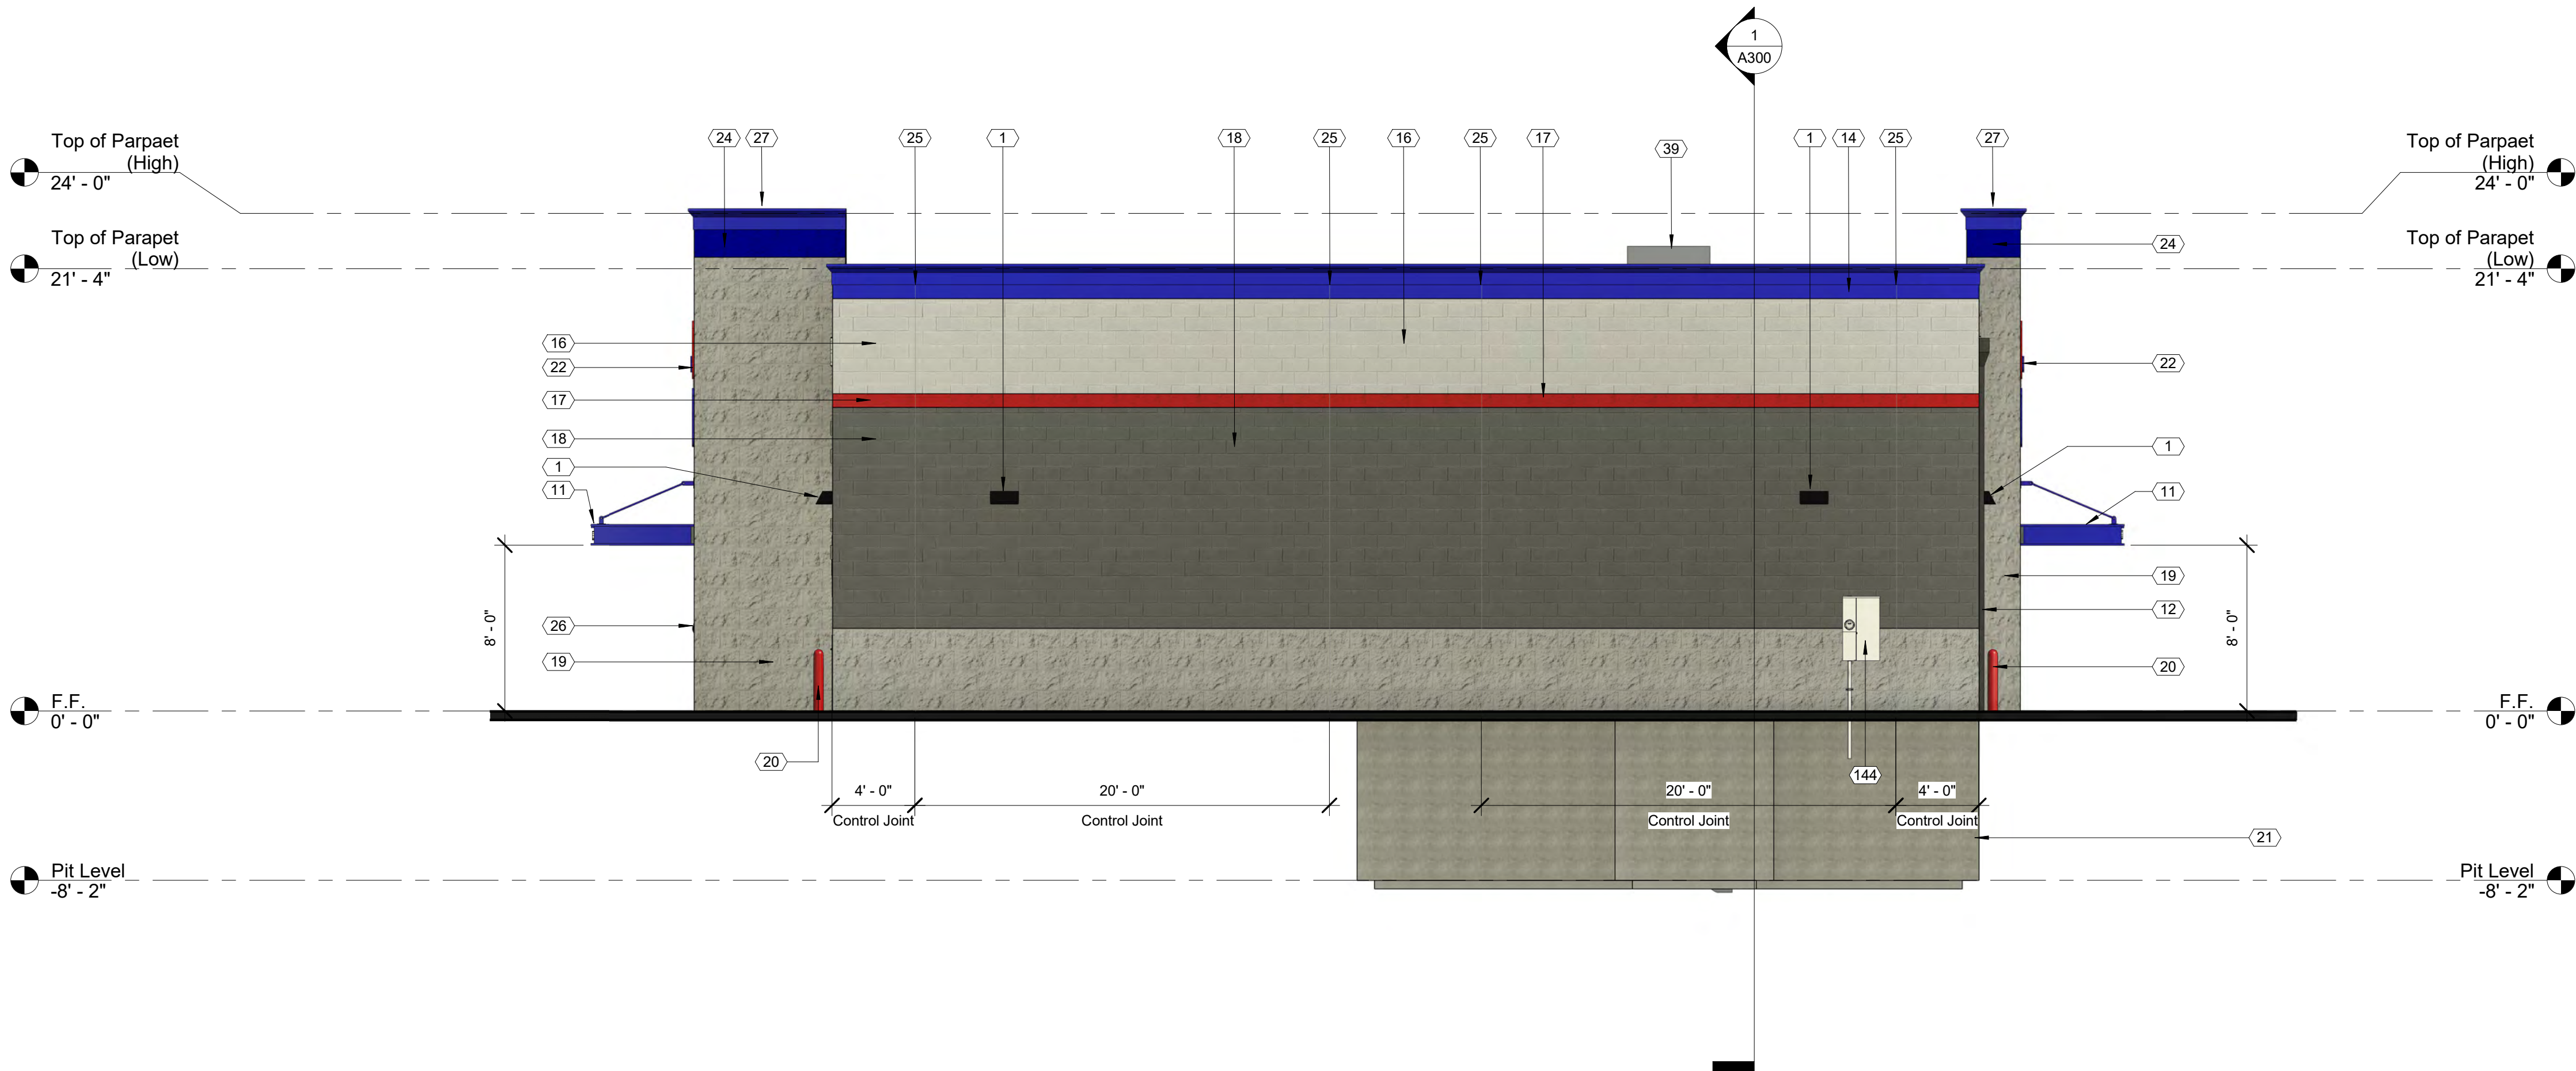 1
A300
Top of Parpaet
(High)
24' - 0"
24
27
25
1
18
25
16
25
17
39
1
14
25
27
Top of Parpaet
(High)
24' - 0"
Top of Parapet
(Low)
21' - 4"
24
Top of Parapet
(Low)
21' - 4"
16
22
17
18
1
11
22
1
11
8' - 0"
26
19
19
12
20
8' - 0"
F.F.
0' - 0"
F.F.
0' - 0"
20
144
4' - 0"
Control Joint
20' - 0"
Control Joint
20' - 0"
Control Joint
4' - 0"
Control Joint
21
Pit Level
-8' - 2"
Pit Level
-8' - 2"